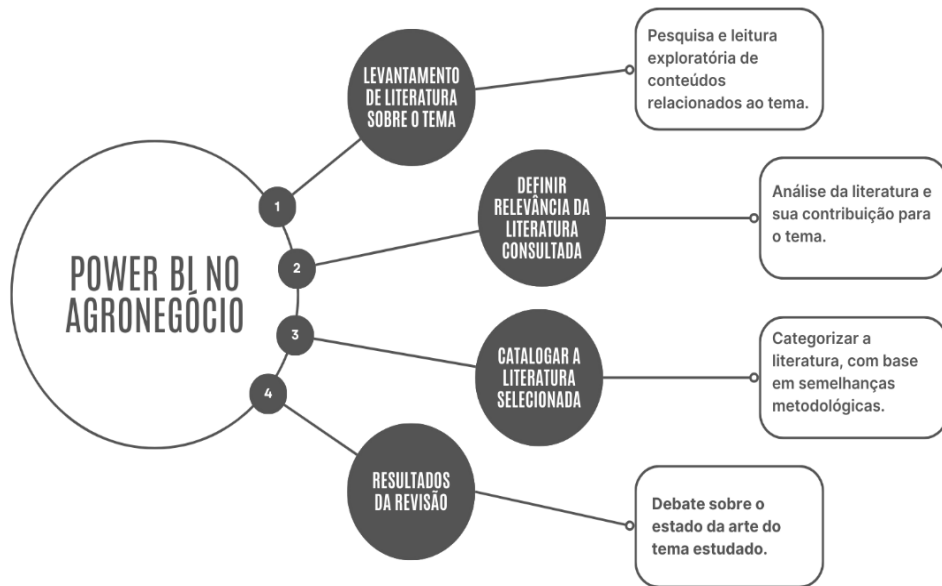 POWER BI NO
AGRONEGÓCIO
1
LEVANTAMENTO
DE LITERATURA
SOBRE O TEMA
Pesquisa e leitura
exploratória de
conteúdos
relacionados ao tema.
2
DEFINIR
RELEVÂNCIA DA
LITERATURA
CONSULTADA
Análise da literatura e
sua contribuição para
o tema.
3
CATALOGAR A
LITERATURA
SELECIONADA
Categorizar a
literatura, com base
em semelhanças
metodológicas.
4
RESULTADOS
DA REVISÃO
Debate sobre o
estado da arte do
tema estudado.